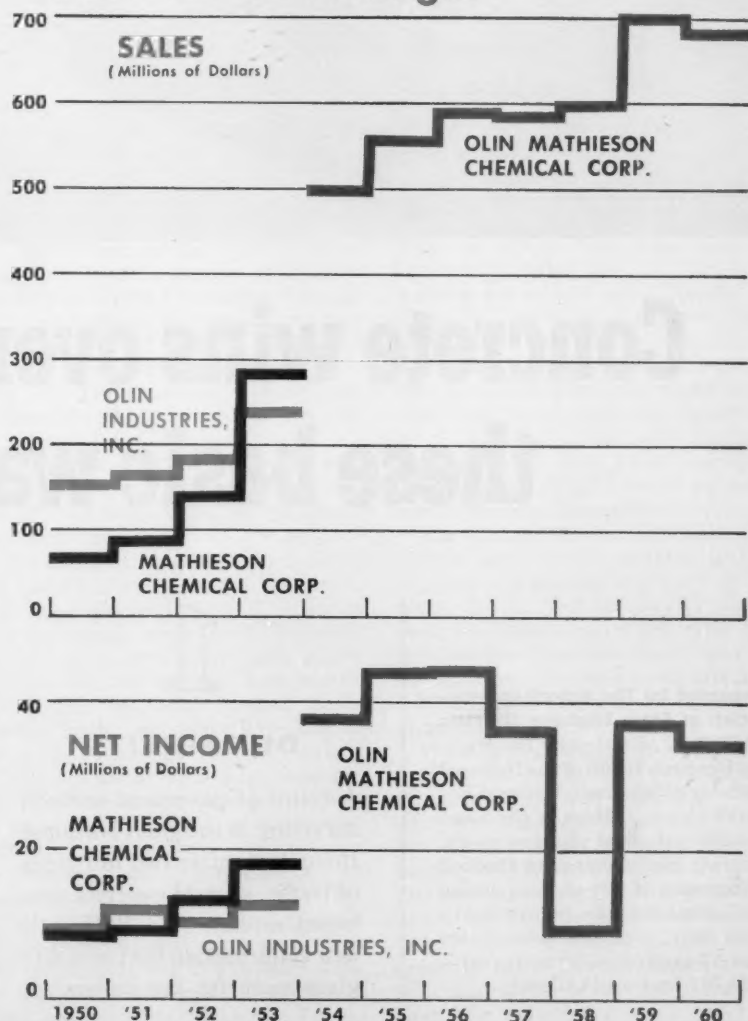 700
SALES
(Millions of Dollars)
600
OLIN MATHIESON
CHEMICAL CORP.
500
400
300
OLIN
INDUSTRIES,
INC.
200
100
MATHIESON
CHEMICAL CORP.
0
40
NET INCOME
(Millions of Dollars)
OLIN
MATHIESON
CHEMICAL CORP.
MATHIESON
CHEMICAL
CORP.
20
OLIN INDUSTRIES, INC.
0
1950 '51 '52 '53 '54 '55 '56 '57 '58 '59 '60